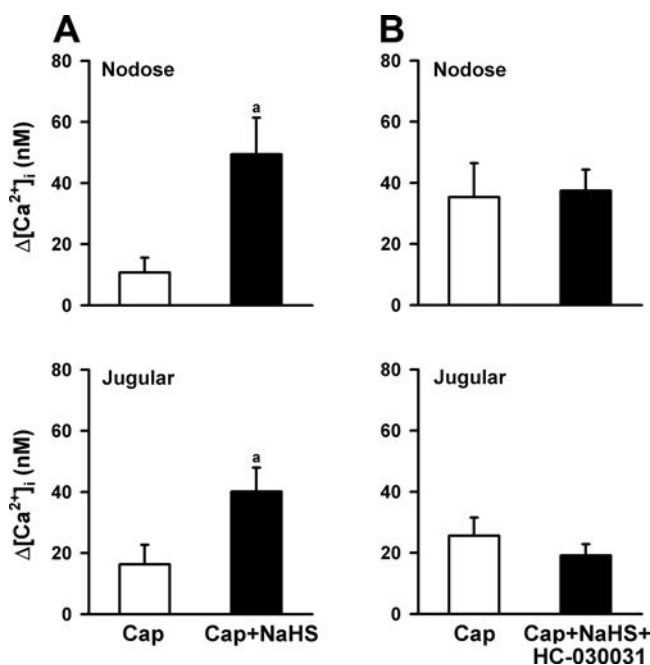 A
B
Nodose
80
60
40
20
0
Δ[Ca²⁺]ᵢ (nM)
a
Nodose
80
60
40
20
0
Jugular
80
60
40
20
0
Δ[Ca²⁺]ᵢ (nM)
a
Cap
Cap+NaHS
Jugular
80
60
40
20
0
Cap
Cap+NaHS+
HC-030031